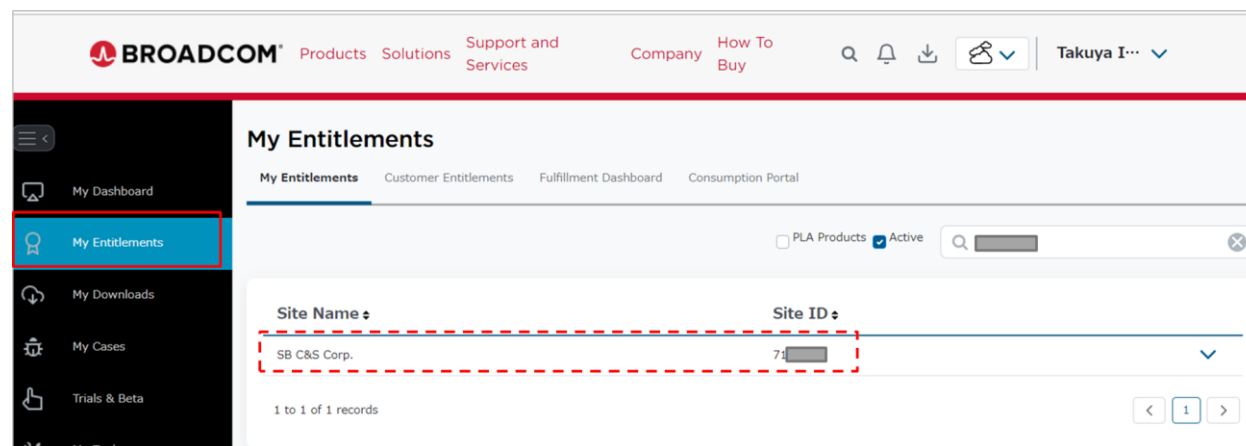 BROADCOM®
Products Solutions Support and Services Company How To Buy
Takuya I···
My Entitlements
My Dashboard
My Entitlements
My Downloads
My Cases
Trials & Beta
My Entitlements Customer Entitlements Fulfillment Dashboard Consumption Portal
PLA Products Active
Site Name Site ID
SB C&S Corp. 71
1 to 1 of 1 records
1